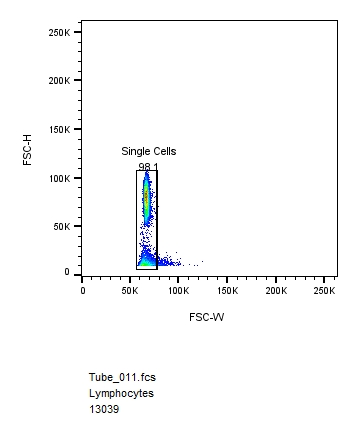 250K
200K
150K
Single Cells
98.1
100K
50K
0
FSC-H
0 50K 100K 150K 200K 250K
FSC-W
Tube_011.fcs
Lymphocytes
13039